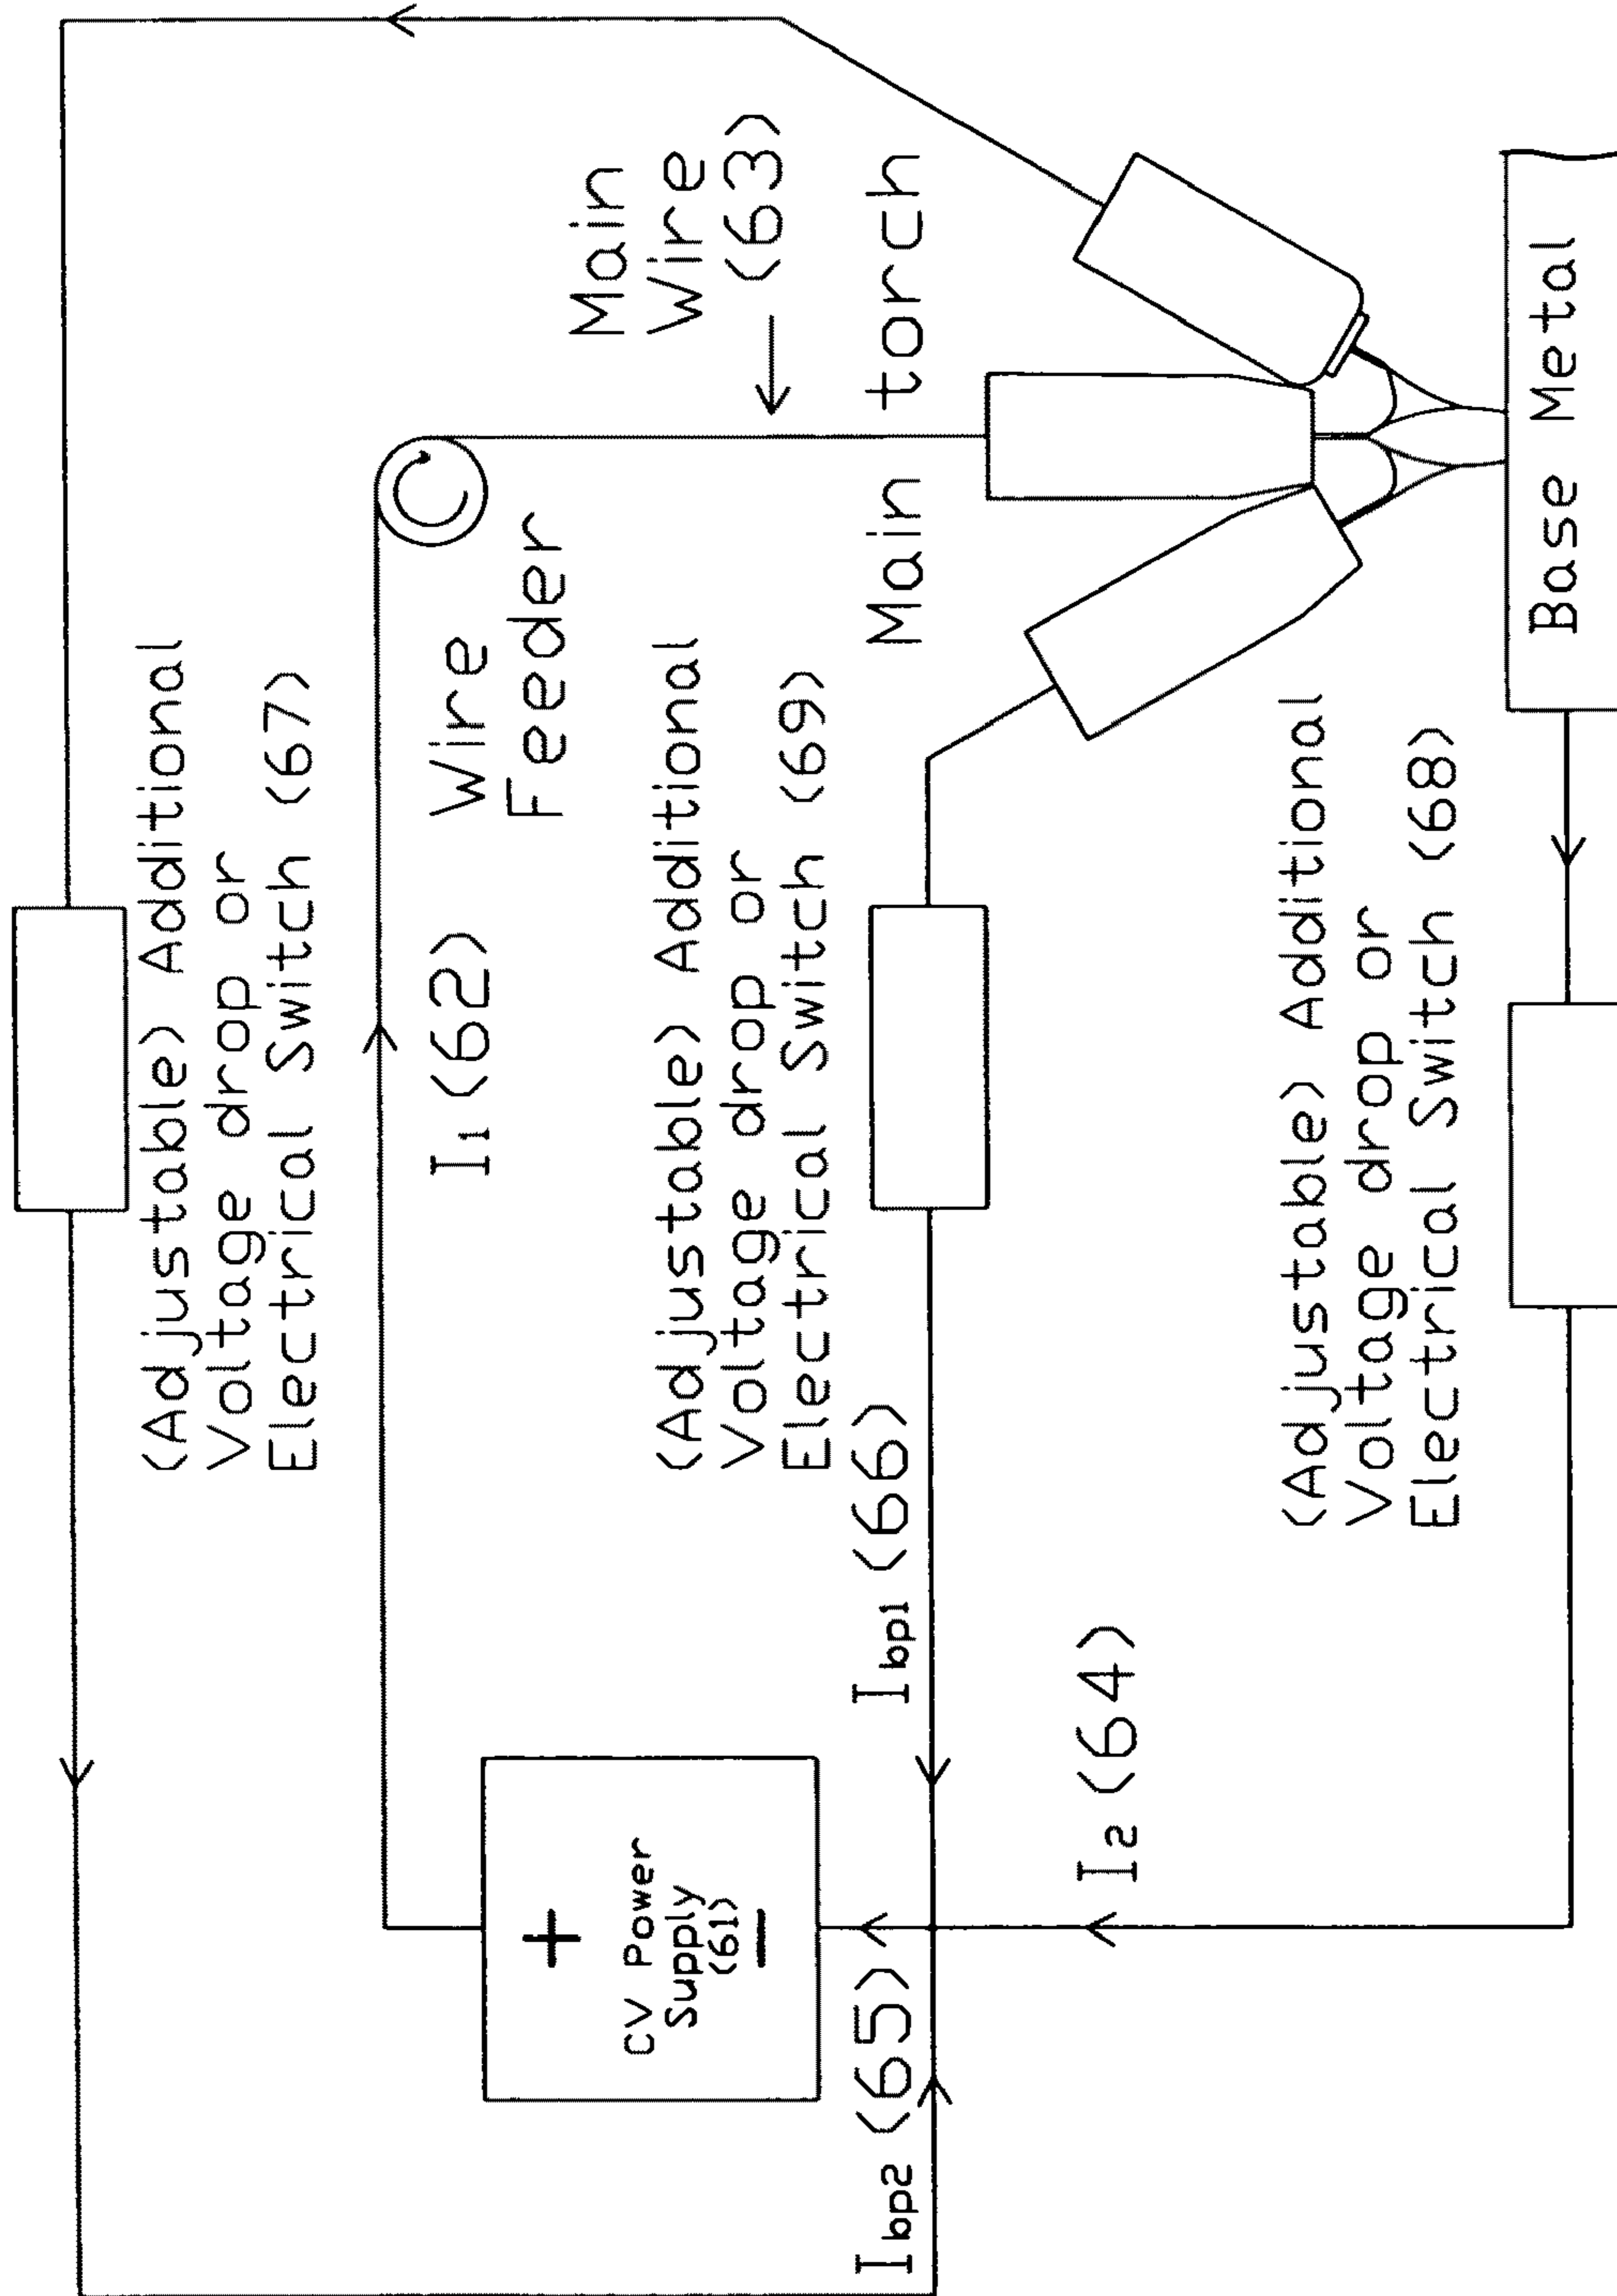 (Adjustable) Additional
Voltage drop or
Electrical Switch (67)
I1 (62)
Wire
Feeder
Main
Wire
(63)
CV Power
Supply
(61)
+
−
(Adjustable) Additional
Voltage drop or
Electrical Switch (69)
Main torch
Ibp2 (65)
Ibp1 (66)
I2 (64)
(Adjustable) Additional
Voltage drop or
Electrical Switch (68)
Base Metal